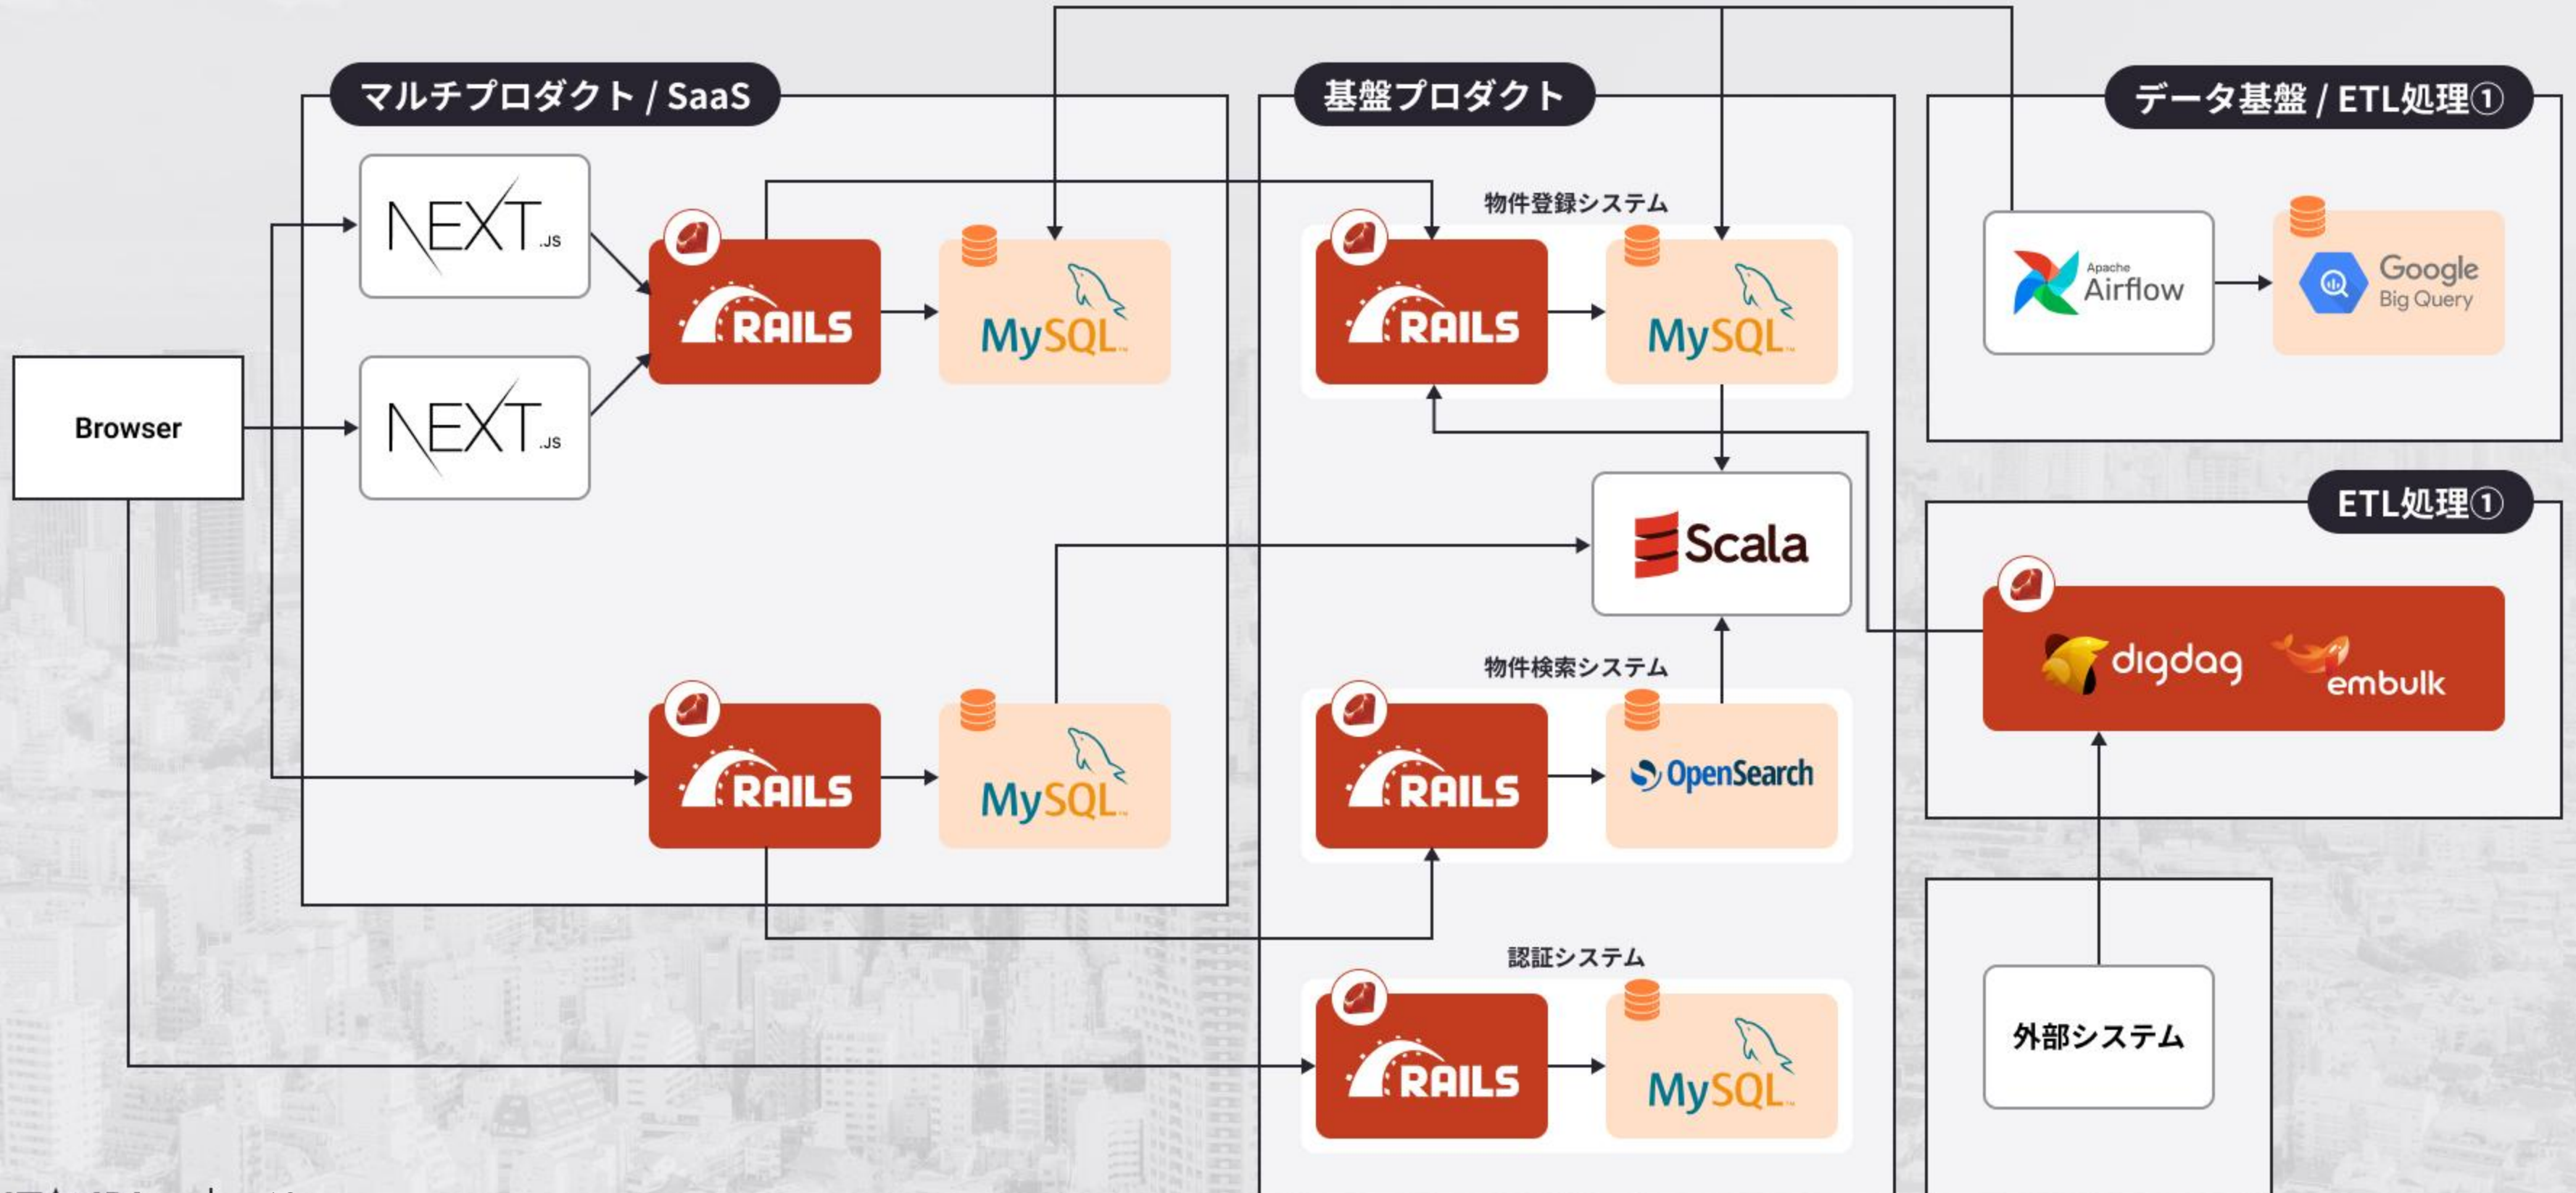 マルチプロダクト / SaaS
基盤プロダクト
データ基盤 / ETL処理①
NEXT.JS
物件登録システム
RAILS
MySQL
RAILS
MySQL
Apache
Airflow
Google
Big Query
Browser
NEXT.JS
ETL処理①
Scala
物件検索システム
digdag
embulk
RAILS
MySQL
RAILS
OpenSearch
認証システム
外部システム
RAILS
MySQL